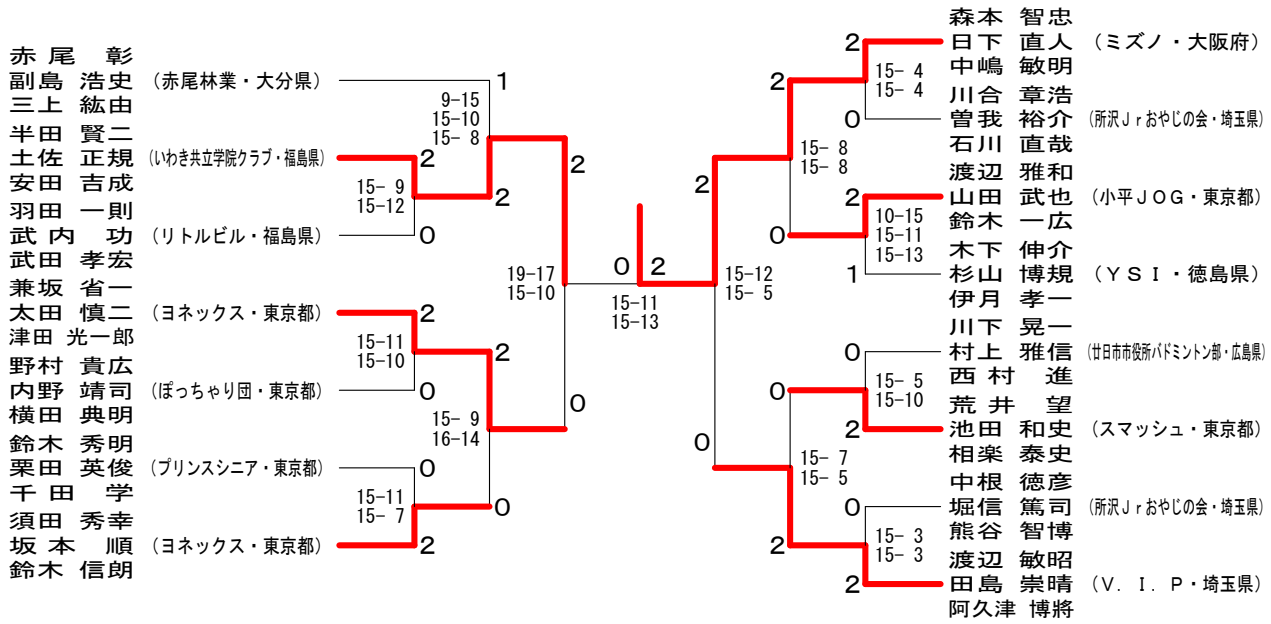 赤尾 彰
副島 浩史 (赤尾林業・大分県)
三上 紘由
半田 賢二
土佐 正規 (いわき共立学院クラブ・福島県)
安田 吉成
羽田 一則
武内 功 (リトルビル・福島県)
武田 孝宏
兼坂 省一
太田 慎二 (ヨネックス・東京都)
津田 光一郎
野村 貴広
内野 靖司 (ぽっちゃり団・東京都)
横田 典明
鈴木 秀明
栗田 英俊 (プリンスシニア・東京都)
千田 学
須田 秀幸
坂本 順 (ヨネックス・東京都)
鈴木 信朗
1
9-15
15-10
15- 8
2
15- 9
15-12
2
0
2
19-17
15-10
2
15-11
15-10
2
0
0
15- 9
16-14
0
15-11
15- 7
0
2
0 2
15-11
15-13
2
15-12
15- 5
0
2
15- 8
15- 8
0
0
15- 7
15- 5
2
2
15- 4
15- 4
0
2
10-15
15-11
15-13
1
0
15- 5
15-10
2
0
15- 3
15- 3
2
森本 智忠
日下 直人 (ミズノ・大阪府)
中嶋 敏明
川合 章浩
曽我 裕介 (所沢Jrおやじの会・埼玉県)
石川 直哉
渡辺 雅和
山田 武也 (小平JOG・東京都)
鈴木 一広
木下 伸介
杉山 博規 (YSI・徳島県)
伊月 孝一
川下 晃一
村上 雅信 (廿日市市役所バドミントン部・広島県)
西村 進
荒井 望
池田 和史 (スマッシュ・東京都)
相楽 泰史
中根 徳彦
堀信 篤司 (所沢Jrおやじの会・埼玉県)
熊谷 智博
渡辺 敏昭
田島 崇晴 (V.I.P・埼玉県)
阿久津 博將